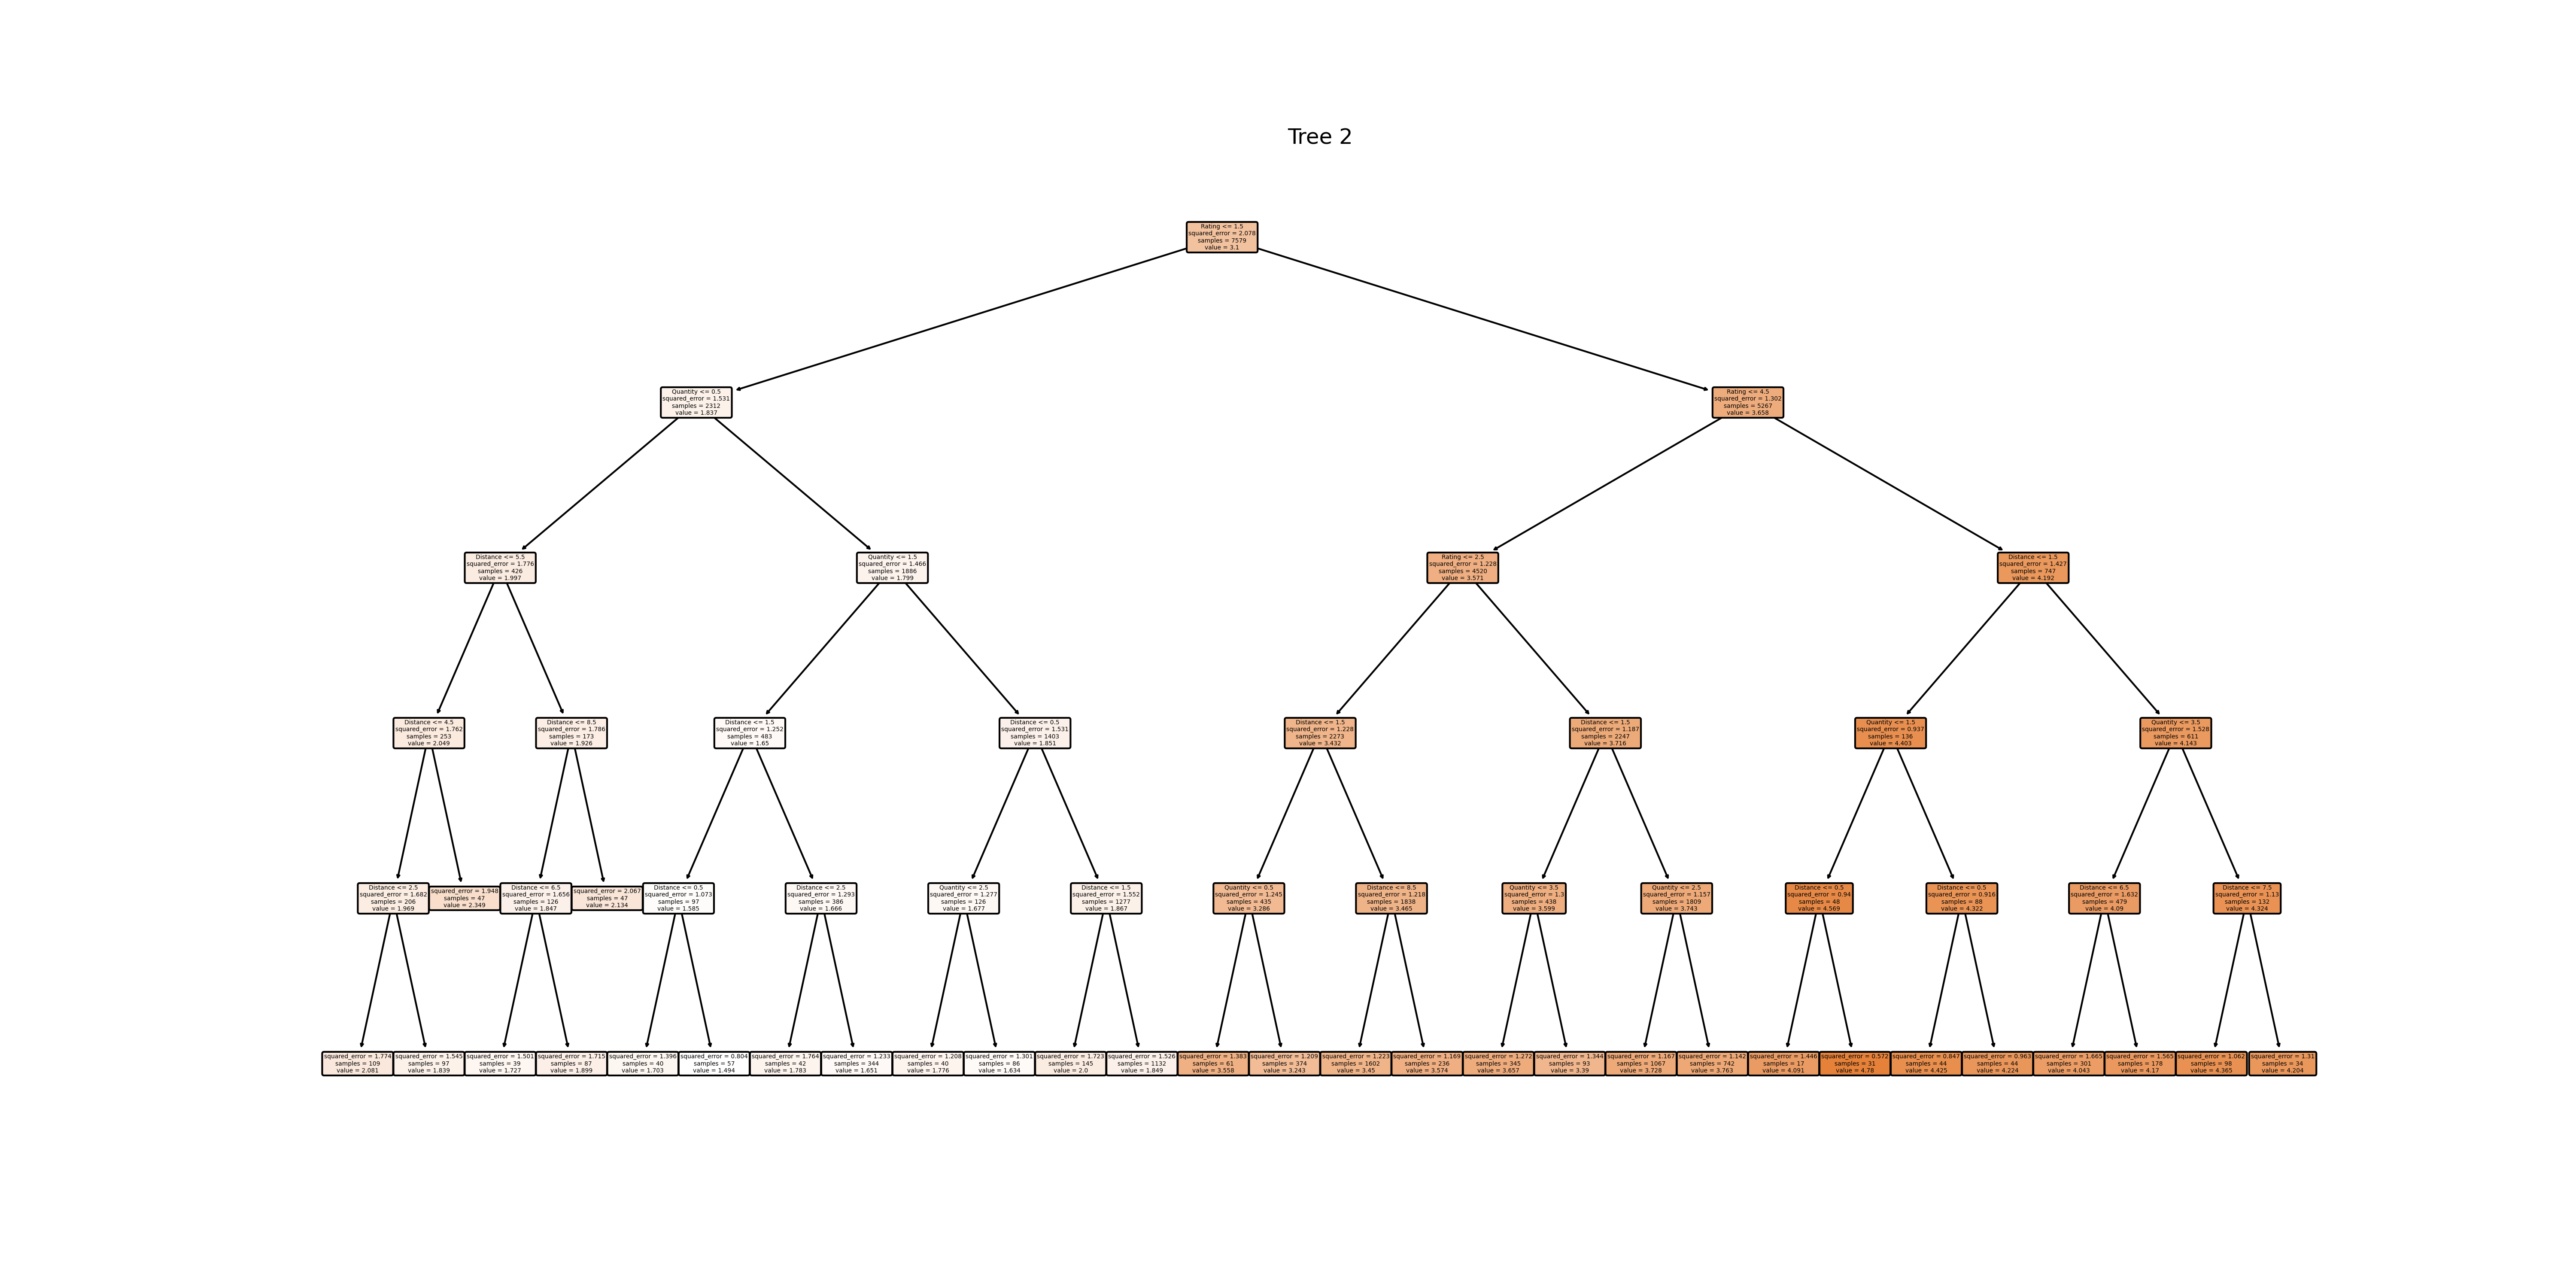 Tree 2
Rating <= 1.5
squared_error = 2.078
samples = 7579
value = 3.1
Quantity <= 0.5
squared_error = 1.531
samples = 2312
value = 1.837
Rating <= 4.5
squared_error = 1.302
samples = 5267
value = 3.658
Distance <= 5.5
squared_error = 1.776
samples = 426
value = 1.997
Quantity <= 1.5
squared_error = 1.466
samples = 1886
value = 1.799
Rating <= 2.5
squared_error = 1.228
samples = 4520
value = 3.571
Distance <= 1.5
squared_error = 1.427
samples = 747
value = 4.192
Distance <= 4.5
squared_error = 1.762
samples = 253
value = 2.049
Distance <= 8.5
squared_error = 1.786
samples = 173
value = 1.926
Distance <= 1.5
squared_error = 1.252
samples = 483
value = 1.65
Distance <= 0.5
squared_error = 1.531
samples = 1403
value = 1.851
Distance <= 1.5
squared_error = 1.228
samples = 2273
value = 3.432
Distance <= 1.5
squared_error = 1.187
samples = 2247
value = 3.716
Quantity <= 1.5
squared_error = 0.937
samples = 136
value = 4.403
Quantity <= 3.5
squared_error = 1.528
samples = 611
value = 4.143
Distance <= 2.5
squared_error = 1.682
samples = 206
value = 1.969
squared_error = 1.948
samples = 47
value = 2.349
Distance <= 6.5
squared_error = 1.656
samples = 126
value = 1.847
squared_error = 2.067
samples = 47
value = 2.134
Distance <= 0.5
squared_error = 1.073
samples = 97
value = 1.585
Distance <= 2.5
squared_error = 1.293
samples = 386
value = 1.666
Quantity <= 2.5
squared_error = 1.277
samples = 126
value = 1.677
Distance <= 1.5
squared_error = 1.552
samples = 1277
value = 1.867
Quantity <= 0.5
squared_error = 1.245
samples = 435
value = 3.286
Distance <= 8.5
squared_error = 1.218
samples = 1838
value = 3.465
Quantity <= 3.5
squared_error = 1.3
samples = 438
value = 3.599
Quantity <= 2.5
squared_error = 1.157
samples = 1809
value = 3.743
Distance <= 0.5
squared_error = 0.94
samples = 48
value = 4.569
Distance <= 0.5
squared_error = 0.916
samples = 88
value = 4.322
Distance <= 6.5
squared_error = 1.632
samples = 479
value = 4.09
Distance <= 7.5
squared_error = 1.13
samples = 132
value = 4.324
squared_error = 1.774
samples = 109
value = 2.081
squared_error = 1.545
samples = 97
value = 1.839
squared_error = 1.501
samples = 39
value = 1.727
squared_error = 1.715
samples = 87
value = 1.899
squared_error = 1.396
samples = 40
value = 1.703
squared_error = 0.804
samples = 57
value = 1.494
squared_error = 1.764
samples = 42
value = 1.783
squared_error = 1.233
samples = 344
value = 1.651
squared_error = 1.208
samples = 40
value = 1.776
squared_error = 1.301
samples = 86
value = 1.634
squared_error = 1.723
samples = 145
value = 2.0
squared_error = 1.526
samples = 1132
value = 1.849
squared_error = 1.383
samples = 61
value = 3.558
squared_error = 1.209
samples = 374
value = 3.243
squared_error = 1.223
samples = 1602
value = 3.45
squared_error = 1.169
samples = 236
value = 3.574
squared_error = 1.272
samples = 345
value = 3.657
squared_error = 1.344
samples = 93
value = 3.39
squared_error = 1.167
samples = 1067
value = 3.728
squared_error = 1.142
samples = 742
value = 3.763
squared_error = 1.446
samples = 17
value = 4.091
squared_error = 0.572
samples = 31
value = 4.78
squared_error = 0.847
samples = 44
value = 4.425
squared_error = 0.963
samples = 44
value = 4.224
squared_error = 1.665
samples = 301
value = 4.043
squared_error = 1.565
samples = 178
value = 4.17
squared_error = 1.062
samples = 98
value = 4.365
squared_error = 1.31
samples = 34
value = 4.204